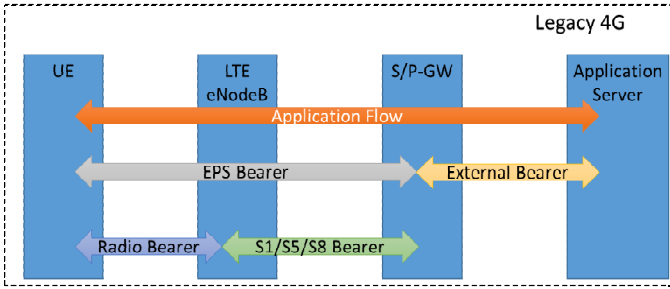 Legacy 4G
UE
LTE
eNodeB
S/P-GW
Application
Server
Application Flow
EPS Bearer
External Bearer
Radio Bearer
S1/S5/S8 Bearer